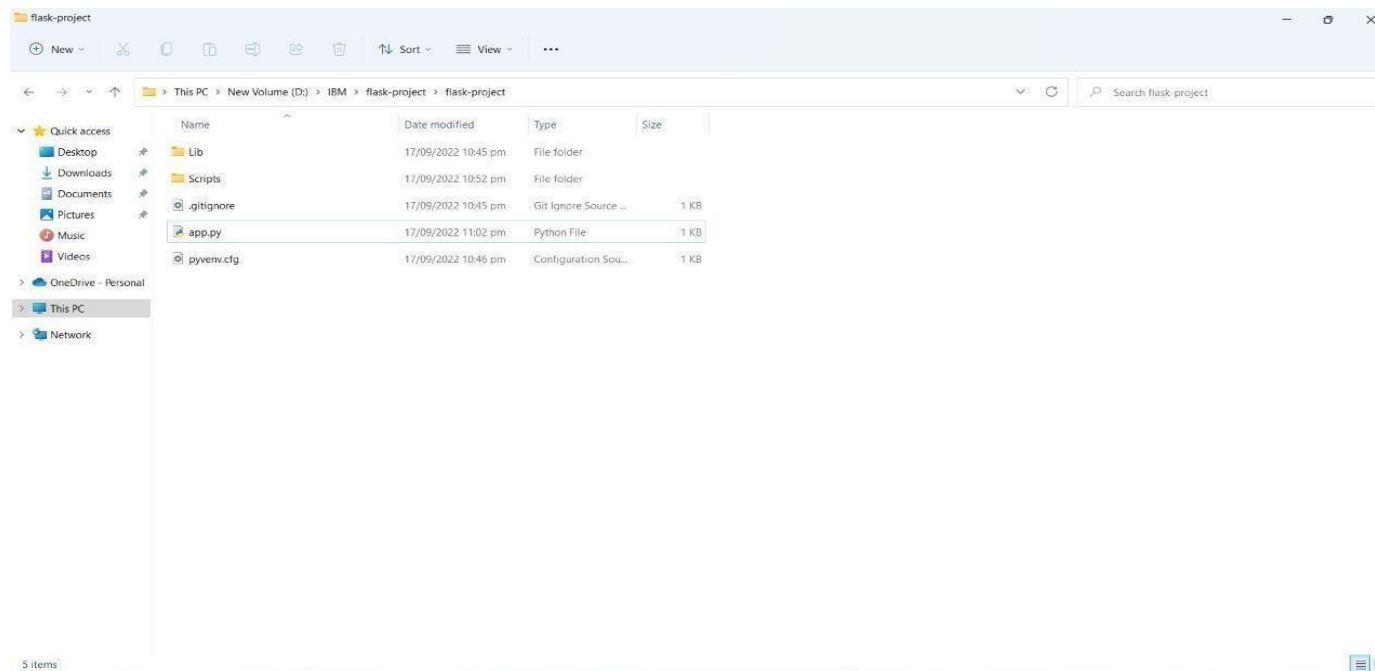 flask-project
New Sort View
This PC > New Volume (D:) > IBM > flask-project > flask-project
Search flask-project
Quick access
Desktop
Downloads
Documents
Pictures
Music
Videos
OneDrive - Personal
This PC
Network
Name Date modified Type Size
Lib 17/09/2022 10:45 pm File folder
Scripts 17/09/2022 10:52 pm File folder
.gitignore 17/09/2022 10:45 pm Git Ignore Source ... 1 KB
app.py 17/09/2022 11:02 pm Python File 1 KB
pyvenv.cfg 17/09/2022 10:46 pm Configuration Sou... 1 KB
5 items